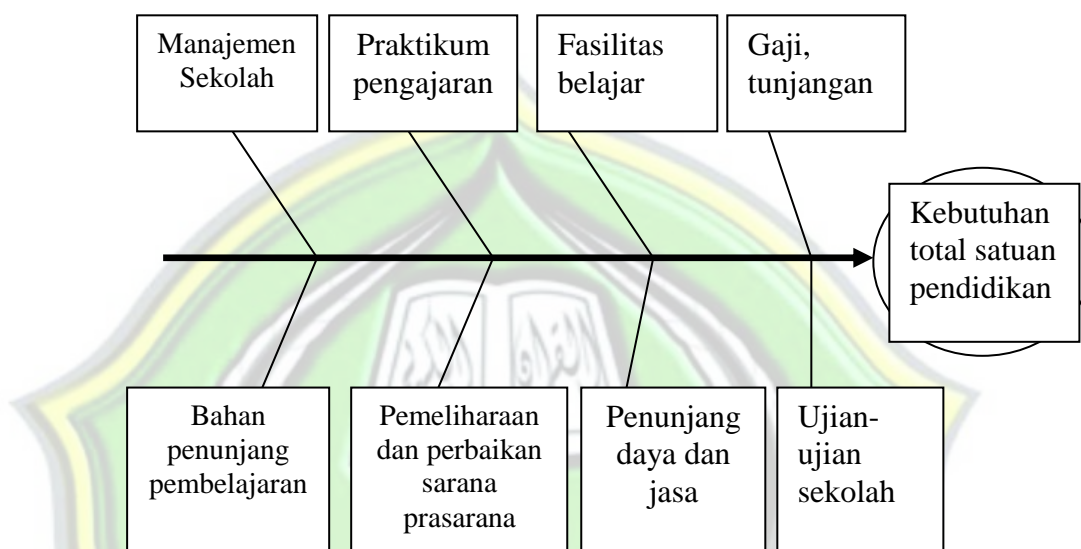 Manajemen
Sekolah
Praktikum
pengajaran
Fasilitas
belajar
Gaji,
tunjangan
Kebutuhan
total satuan
pendidikan
Bahan
penunjang
pembelajaran
Pemeliharaan
dan perbaikan
sarana
prasarana
Penunjang
daya dan
jasa
Ujian-
ujian
sekolah